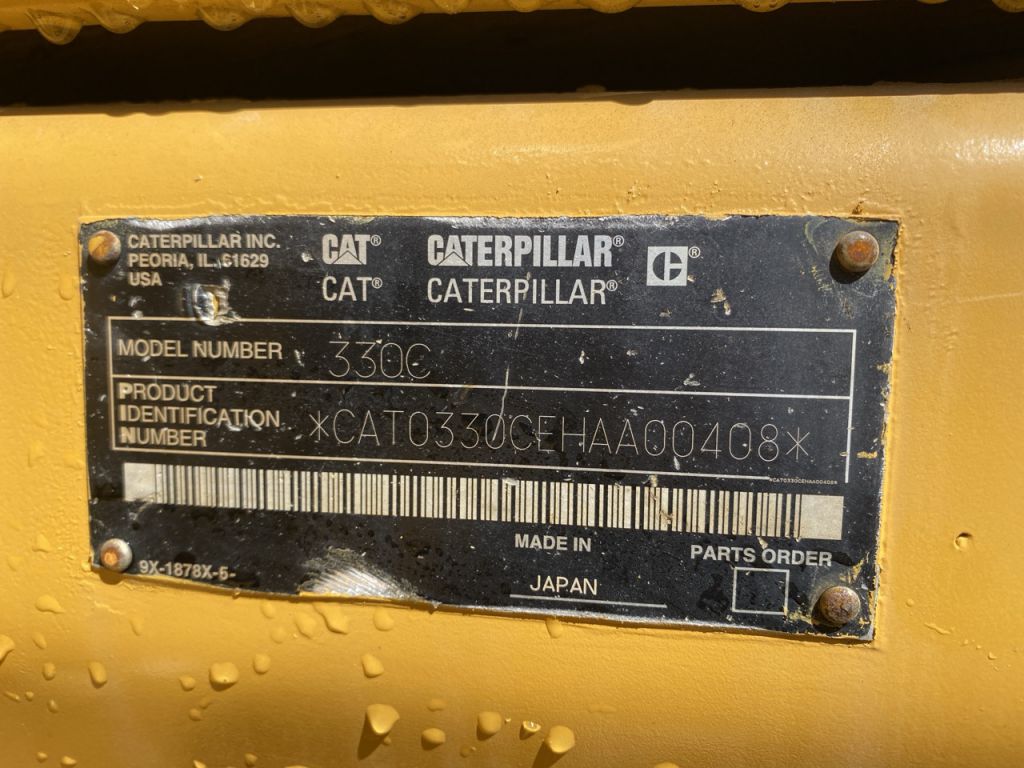 CATERPILLAR INC.
PEORIA, IL. 61629
USA
CAT® CATERPILLAR® C®
CAT® CATERPILLAR®
MODEL NUMBER 330C
PRODUCT
IDENTIFICATION
NUMBER
*CAT0330CEHAA00408*
*CAT0330CEHAA00408*
MADE IN
JAPAN
PARTS ORDER
9X-1878X-5-